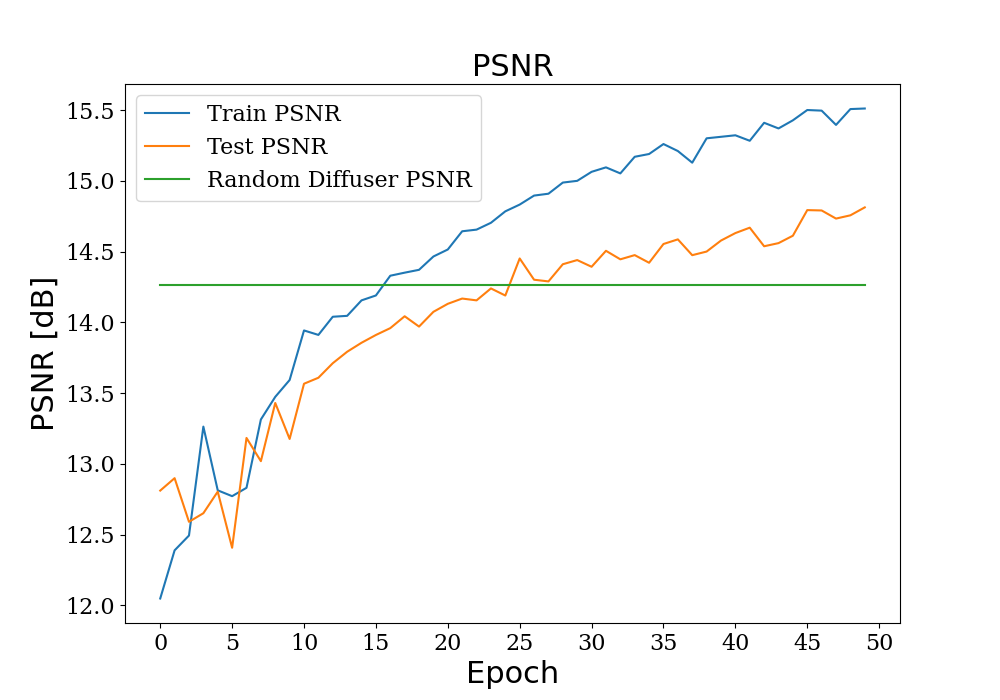 PSNR
Train PSNR
Test PSNR
Random Diffuser PSNR
PSNR [dB]
15.5
15.0
14.5
14.0
13.5
13.0
12.5
12.0
0 5 10 15 20 25 30 35 40 45 50
Epoch